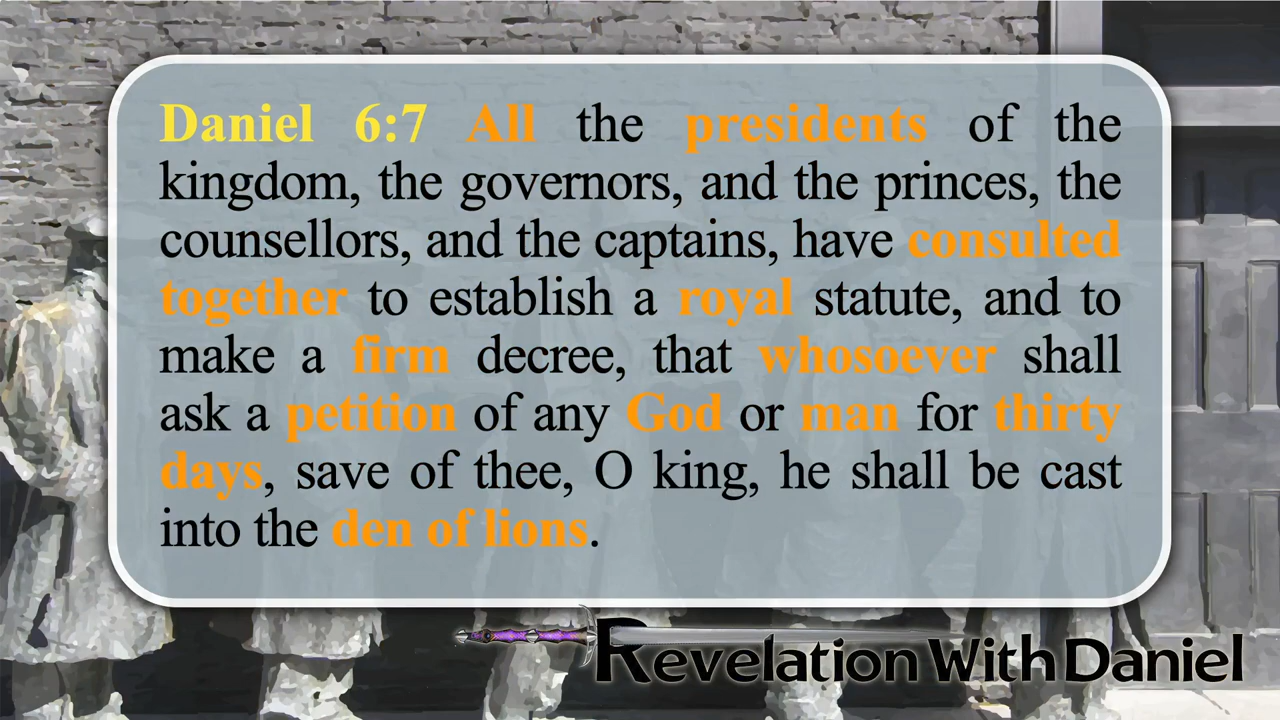 Daniel 6:7 All the presidents of the
kingdom, the governors, and the princes, the
counsellors, and the captains, have consulted
together to establish a royal statute, and to
make a firm decree, that whosoever shall
ask a petition of any God or man for thirty
days, save of thee, O king, he shall be cast
into the den of lions.
Revelation With Daniel